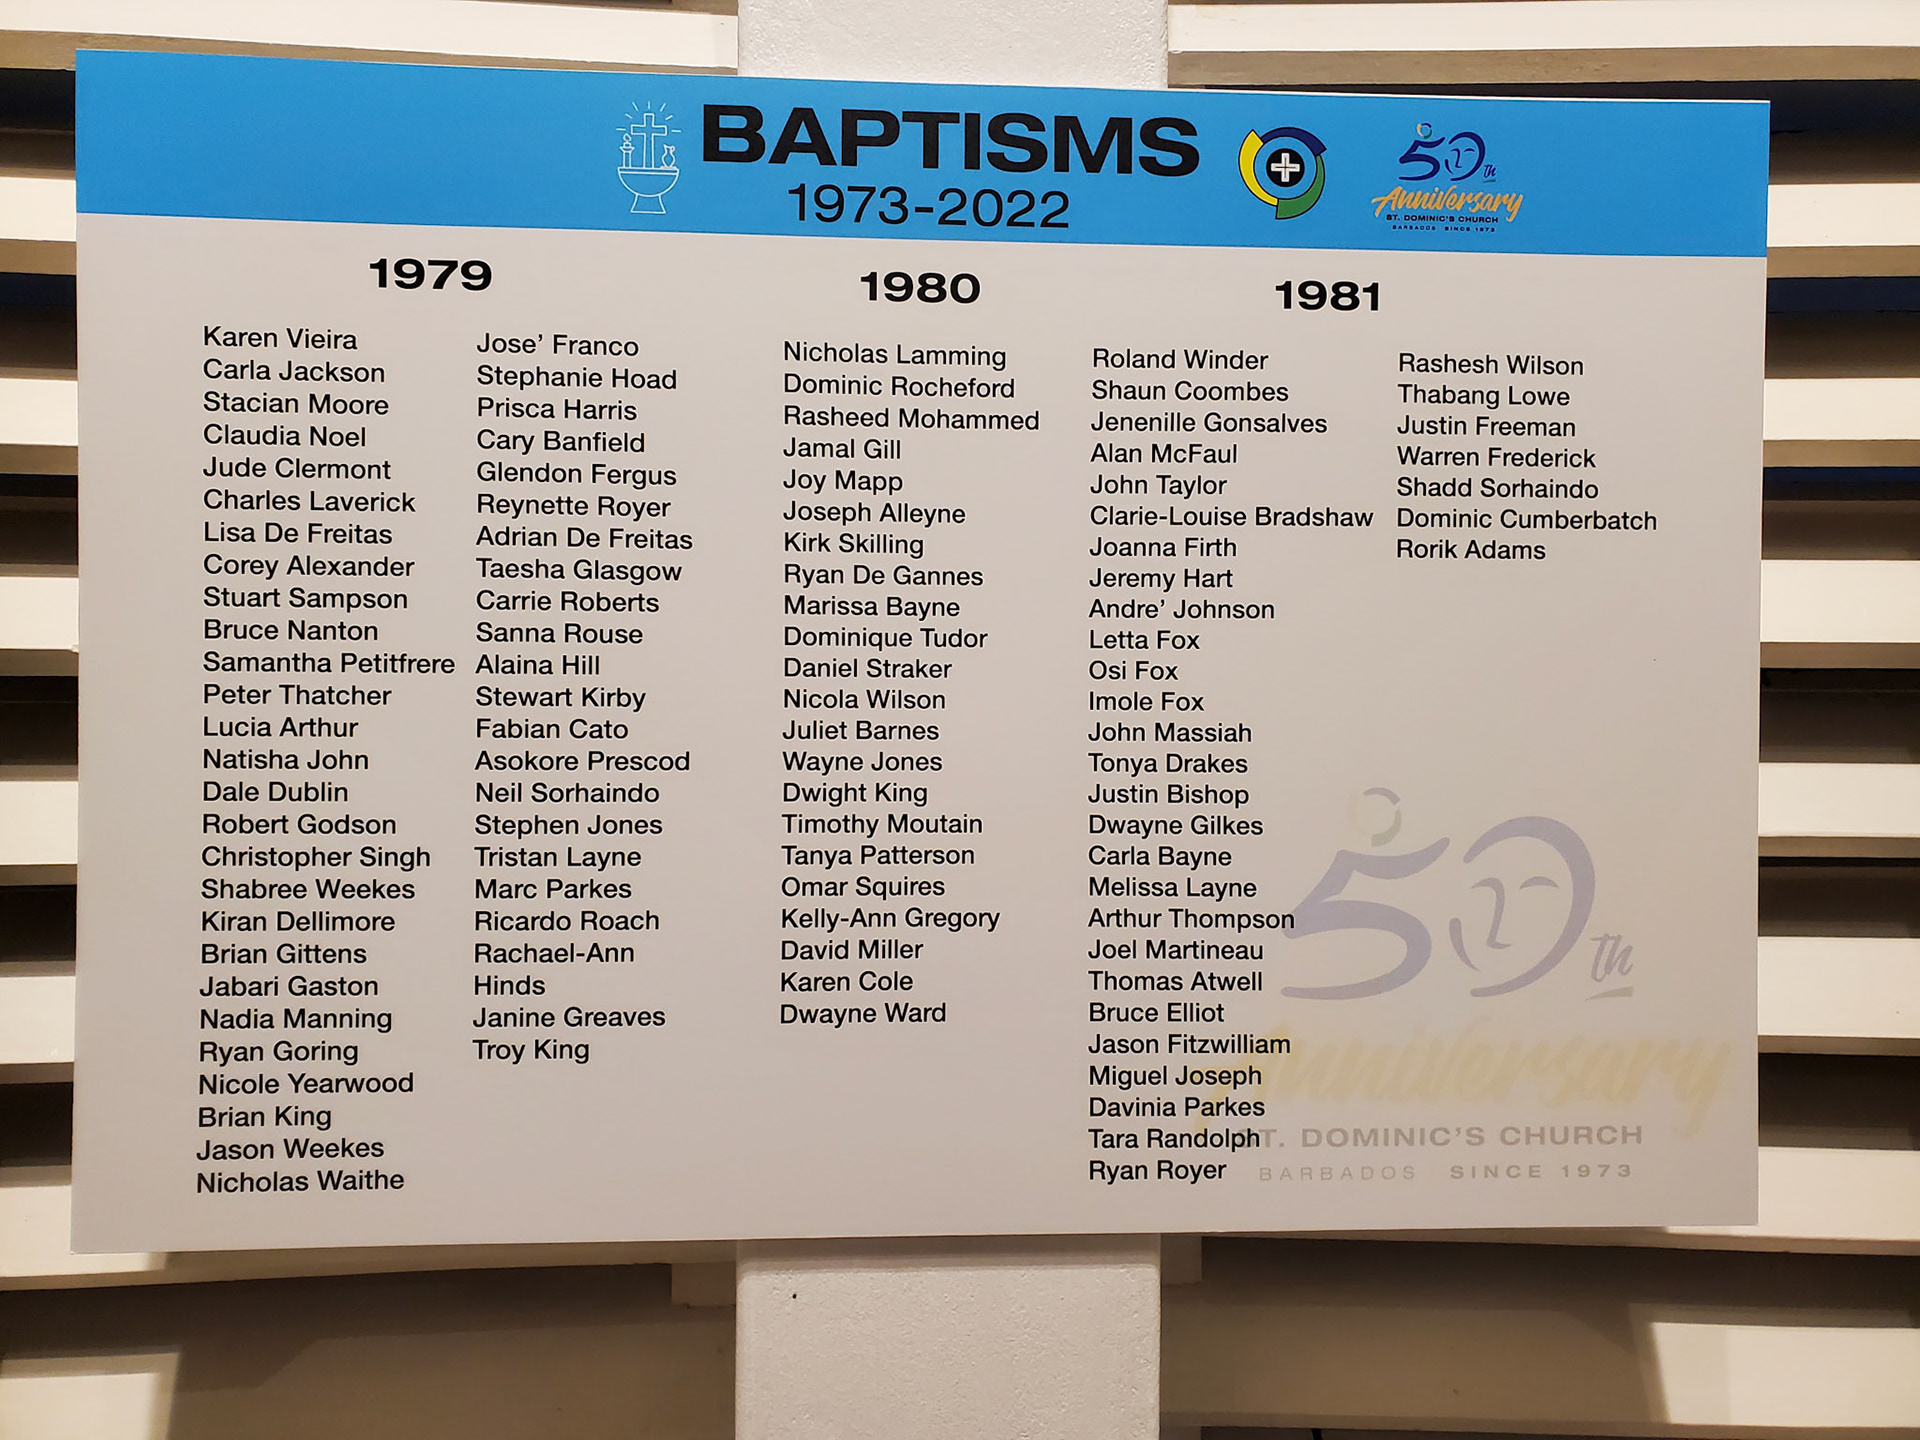 BAPTISMS
1973-2022
50th
Anniversary
ST. DOMINIC'S CHURCH
BARBADOS SINCE 1973
1979
Karen Vieira
Carla Jackson
Stacian Moore
Claudia Noel
Jude Clermont
Charles Laverick
Lisa De Freitas
Corey Alexander
Stuart Sampson
Bruce Nanton
Samantha Petitfrere
Peter Thatcher
Lucia Arthur
Natisha John
Dale Dublin
Robert Godson
Christopher Singh
Shabree Weekes
Kiran Dellimore
Brian Gittens
Jabari Gaston
Nadia Manning
Ryan Goring
Nicole Yearwood
Brian King
Jason Weekes
Nicholas Waithe
Jose' Franco
Stephanie Hoad
Prisca Harris
Cary Banfield
Glendon Fergus
Reynette Royer
Adrian De Freitas
Taesha Glasgow
Carrie Roberts
Sanna Rouse
Alaina Hill
Stewart Kirby
Fabian Cato
Asokore Prescod
Neil Sorhaindo
Stephen Jones
Tristan Layne
Marc Parkes
Ricardo Roach
Rachael-Ann
Hinds
Janine Greaves
Troy King
1980
Nicholas Lamming
Dominic Rocheford
Rasheed Mohammed
Jamal Gill
Joy Mapp
Joseph Alleyne
Kirk Skilling
Ryan De Gannes
Marissa Bayne
Dominique Tudor
Daniel Straker
Nicola Wilson
Juliet Barnes
Wayne Jones
Dwight King
Timothy Moutain
Tanya Patterson
Omar Squires
Kelly-Ann Gregory
David Miller
Karen Cole
Dwayne Ward
1981
Roland Winder
Shaun Coombes
Jenenille Gonsalves
Alan McFaul
John Taylor
Clarie-Louise Bradshaw
Joanna Firth
Jeremy Hart
Andre' Johnson
Letta Fox
Osi Fox
Imole Fox
John Massiah
Tonya Drakes
Justin Bishop
Dwayne Gilkes
Carla Bayne
Melissa Layne
Arthur Thompson
Joel Martineau
Thomas Atwell
Bruce Elliot
Jason Fitzwilliam
Miguel Joseph
Davinia Parkes
Tara Randolph
Ryan Royer
Rashesh Wilson
Thabang Lowe
Justin Freeman
Warren Frederick
Shadd Sorhaindo
Dominic Cumberbatch
Rorik Adams
50th
Anniversary
ST. DOMINIC'S CHURCH
BARBADOS SINCE 1973